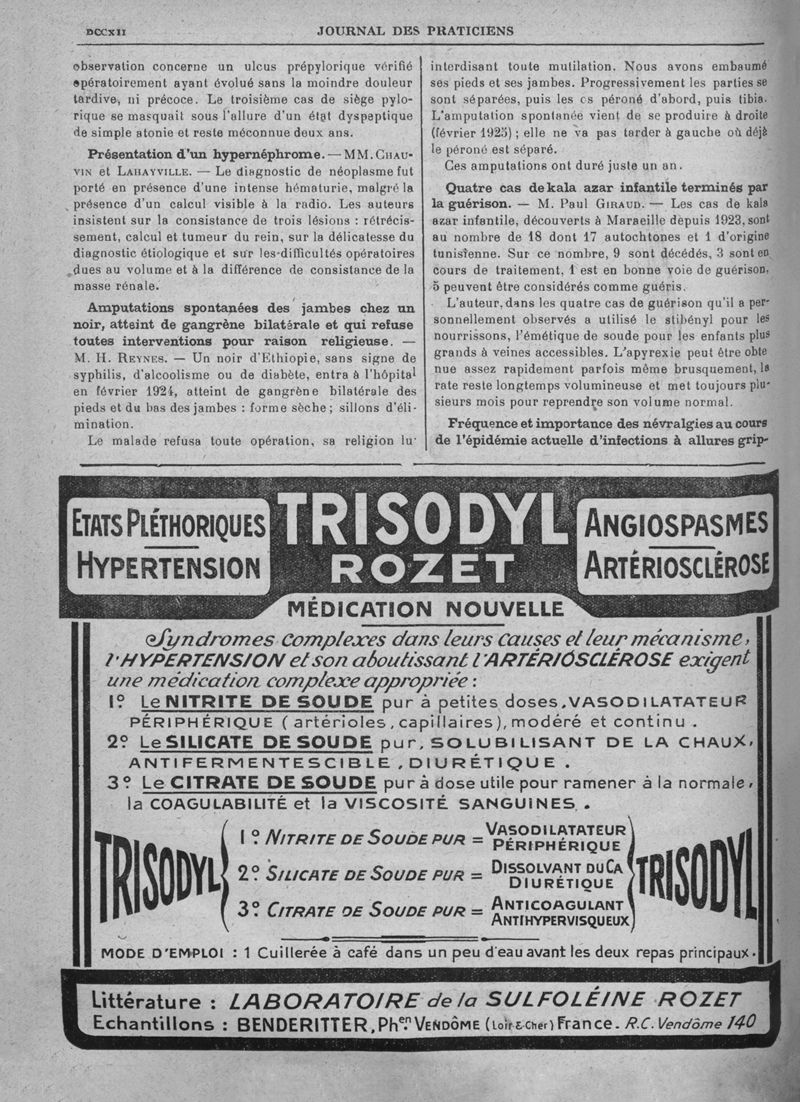 DCCXII
JOURNAL DES PRATICIENS
observation concerne un ulcus prépylorique vérifié
opératoirement ayant évolué sans la moindre douleur
tardive, ni précoce. Le troisième cas de siège pylo-
rique se masquait sous l'allure d'un état dyspeptique
de simple atonie et reste méconnue deux ans.
Présentation d'un hypernéphrome. — MM. CHAU-
VIN et LAHAYVILLE. — Le diagnostic de néoplasme fut
porté en présence d'une intense hématurie, malgré la
présence d'un calcul visible à la radio. Les auteurs
insistent sur la consistance de trois lésions : rétrécis-
sement, calcul et tumeur du rein, sur la délicatesse du
diagnostic étiologique et sur les difficultés opératoires
dues au volume et à la différence de consistance de la
masse rénale.
Amputations spontanées des jambes chez un
noir, atteint de gangrène bilatérale et qui refuse
toutes interventions pour raison religieuse. —
M. H. REYNES. — Un noir d'Ethiopie, sans signe de
syphilis, d'alcoolisme ou de diabète, entra à l'hôpital
en février 1924, atteint de gangrène bilatérale des
pieds et du bas des jambes : forme sèche ; sillons d'éli-
mination.
Le malade refusa toute opération, sa religion lu-
interdisant toute mutilation. Nous avons embaumé
ses pieds et ses jambes. Progressivement les parties se
sont séparées, puis les os péroné d'abord, puis tibia.
L'amputation spontanée vient de se produire à droite
(février 1925) ; elle ne va pas tarder à gauche où déjà
le péroné est séparé.
Ces amputations ont duré juste un an.
Quatre cas de kala azar infantile terminés par
la guérison. — M. Paul GIRAUD. — Les cas de kala
azar infantile, découverts à Marseille depuis 1923, sont
au nombre de 18 dont 17 autochtones et 1 d'origine
tunisienne. Sur ce nombre, 9 sont décédés, 3 sont en
cours de traitement, 1 est en bonne voie de guérison,
5 peuvent être considérés comme guéris.
L'auteur, dans les quatre cas de guérison qu'il a per-
sonnellement observés a utilisé le stibényl pour les
nourrissons, l'émétique de soude pour les enfants plus
grands à veines accessibles. L'apyrexie peut être obte
nue assez rapidement parfois même brusquement, la
rate reste longtemps volumineuse et met toujours plu-
sieurs mois pour reprendre son volume normal.
Fréquence et importance des névralgies au cours
de l'épidémie actuelle d'infections à allures grip-
ETATS PLÉTHORIQUES
HYPERTENSION
TRISODYL
ROZET
ANGIOSPASMES
ARTÉRIOSCLÉROSE
MÉDICATION NOUVELLE
Syndromes complexes dans leurs causes et leur mécanisme,
l'HYPERTENSION et son aboutissant l'ARTÉRIOSCLÉROSE exigent
une médication complexe appropriée :
1º Le NITRITE DE SOUDE pur à petites doses, VASODILATATEUR
PÉRIPHÉRIQUE (artérioles, capillaires), modéré et continu.
2º Le SILICATE DE SOUDE pur, SOLUBILISANT DE LA CHAUX,
ANTIFERMENTESCIBLE, DIURÉTIQUE.
3º Le CITRATE DE SOUDE pur à dose utile pour ramener à la normale,
la COAGULABILITÉ et la VISCOSITÉ SANGUINES.
TRISODYL
1º NITRITE DE SOUDE PUR = VASODILATATEUR PÉRIPHÉRIQUE
2º SILICATE DE SOUDE PUR = DISSOLVANT DU CA DIURÉTIQUE
3º CITRATE DE SOUDE PUR = ANTICOAGULANT ANTIHYPERVISQUEUX
TRISODYL
MODE D'EMPLOI : 1 Cuillerée à café dans un peu d'eau avant les deux repas principaux.
Littérature : LABORATOIRE de la SULFOLÉINE ROZET
Echantillons : BENDERITTER, Phen. VENDÔME (Loir-&-Cher) France. R.C. Vendôme 140